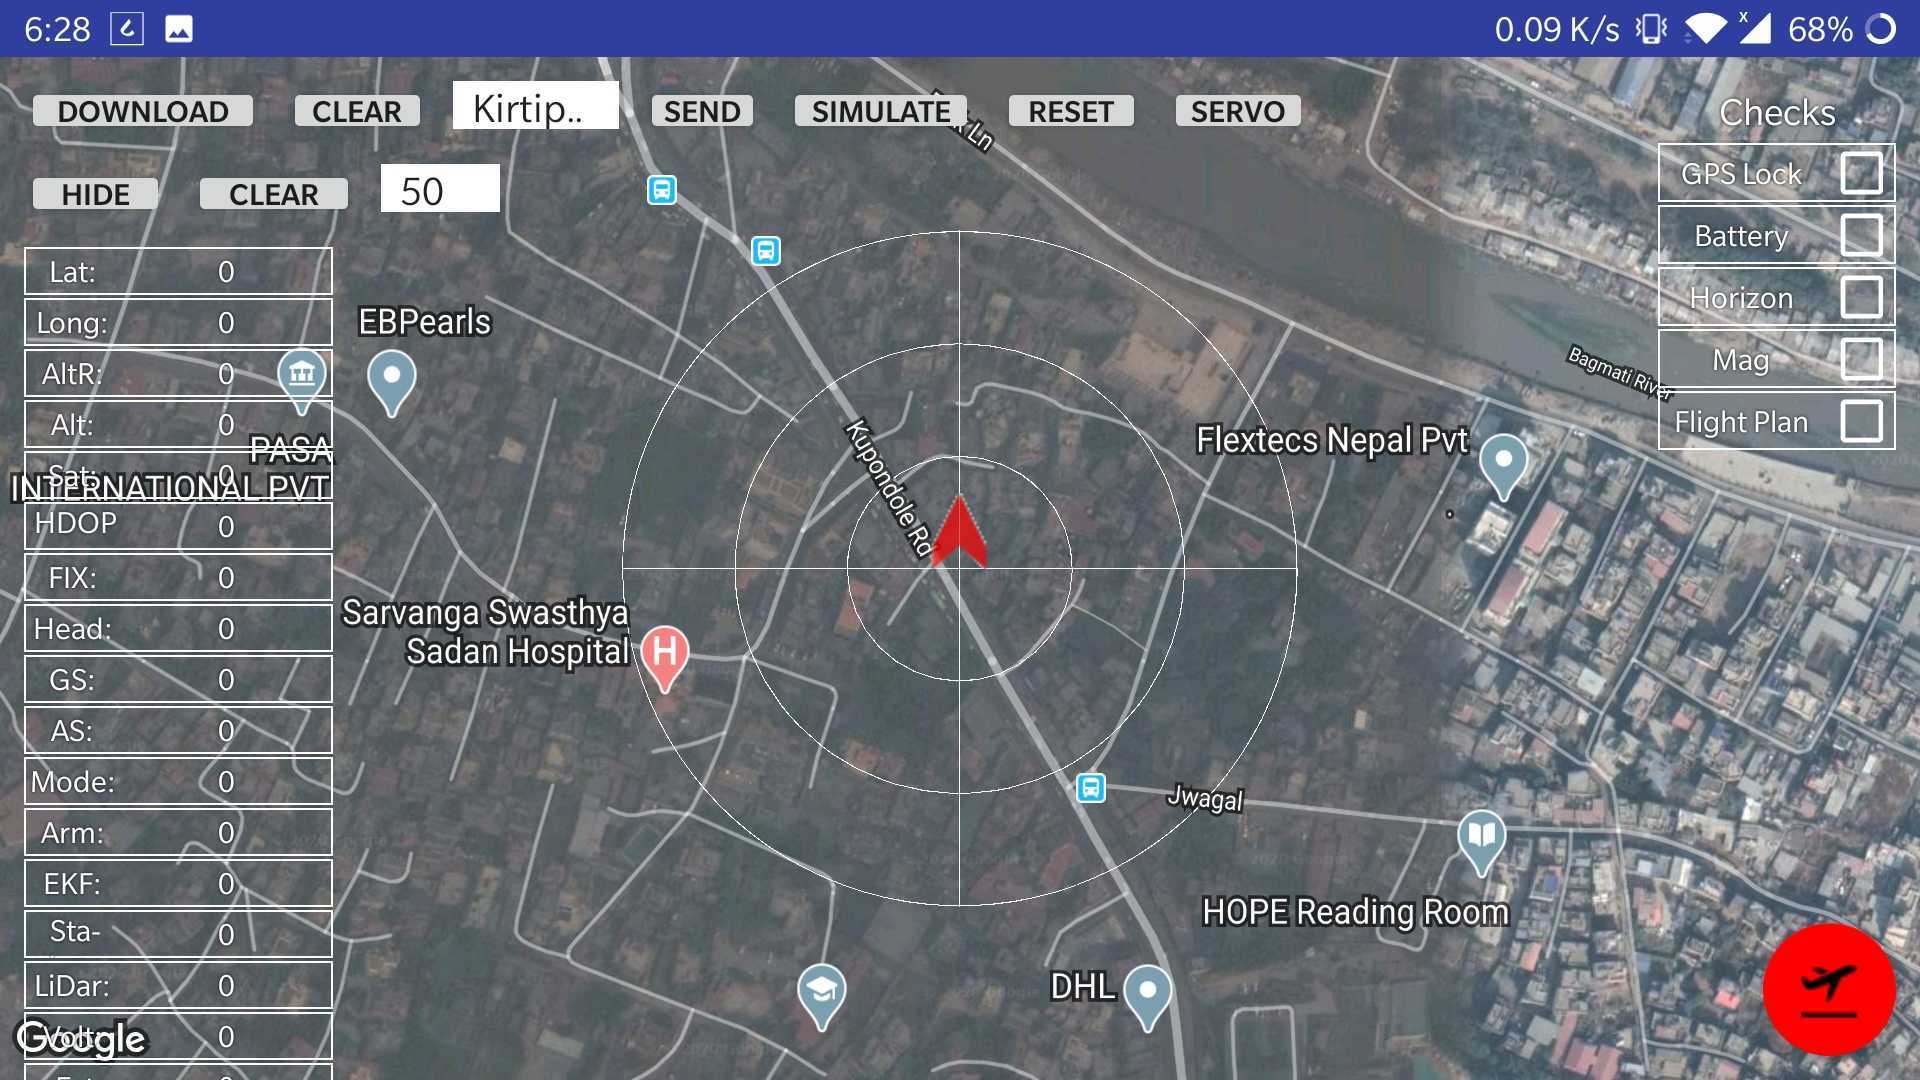 6:28
0.09 K/s x 68%
DOWNLOAD CLEAR Kirtip.. SEND SIMULATE RESET SERVO
Ln
Checks
HIDE CLEAR 50
GPS Lock
Battery
Horizon
Mag
Flight Plan
Lat: 0
Long: 0
AltR: 0
Alt: 0
Sat: 0
HDOP 0
FIX: 0
Head: 0
GS: 0
AS: 0
Mode: 0
Arm: 0
EKF: 0
Sta- 0
LiDar: 0
Volt: 0
EBPearls
PASA
INTERNATIONAL PVT
Kupondole Rd
Bagmati River
Flextecs Nepal Pvt
Sarvanga Swasthya
Sadan Hospital
H
Jwagal
HOPE Reading Room
DHL
Google